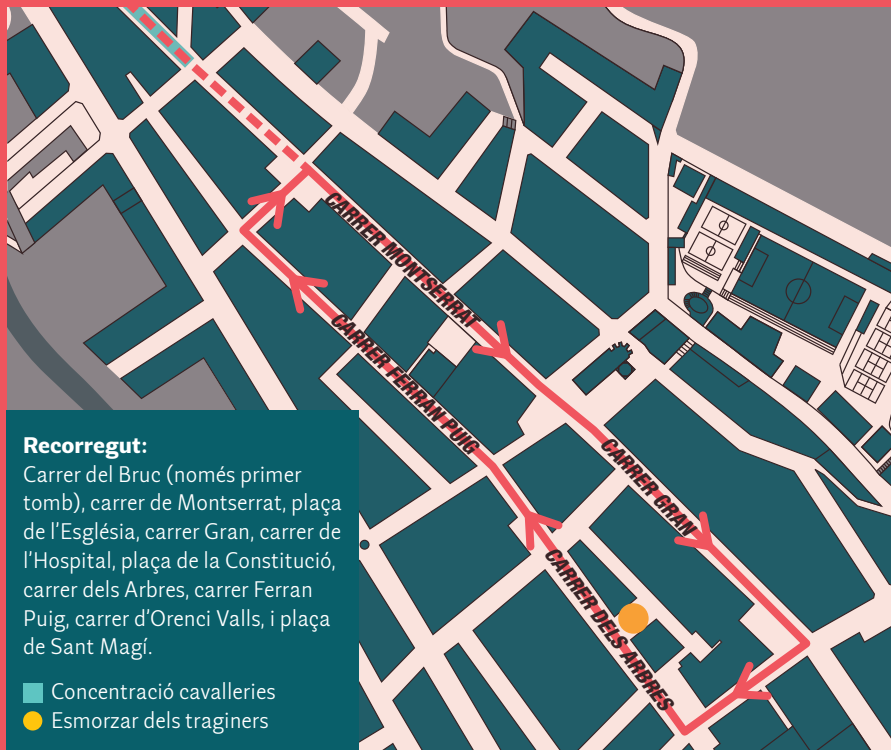 CARRER MONTSERRAT
CARRER FERRAN PUIG
CARRER GRAN
CARRER DELS ARBRES
Recorregut:
Carrer del Bruc (només primer
tomb), carrer de Montserrat, plaça
de l'Església, carrer Gran, carrer de
l'Hospital, plaça de la Constitució,
carrer dels Arbres, carrer Ferran
Puig, carrer d'Orenci Valls, i plaça
de Sant Magí.
Concentració cavalleries
Esmorzar dels traginers